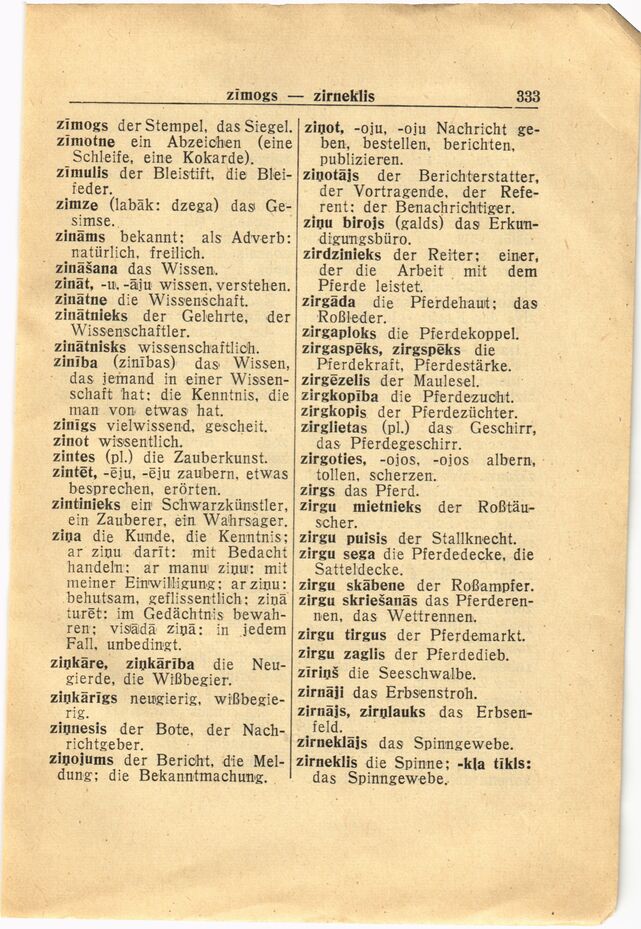 zīmogs — zirneklis 333
zīmogs der Stempel, das Siegel.
zīmotne ein Abzeichen (eine
Schleife, eine Kokarde).
zīmulis der Bleistift, die Blei-
feder.
zimze (labāk: dzega) das Ge-
simse.
zināms bekannt; als Adverb:
natürlich, freilich.
zināšana das Wissen.
zināt, -u, -āju wissen, verstehen.
zinātne die Wissenschaft.
zinātnieks der Gelehrte, der
Wissenschaftler.
zinātnisks wissenschaftlich.
zinība (zinības) das Wissen,
das jemand in einer Wissen-
schaft hat; die Kenntnis, die
man von etwas hat.
zinīgs vielwissend, gescheit.
zinot wissentlich.
zintes (pl.) die Zauberkunst.
zintēt, -ēju, -ēju zaubern, etwas
besprechen, erörten.
zintinieks ein Schwarzkünstler,
ein Zauberer, ein Wahrsager.
ziņa die Kunde, die Kenntnis;
ar ziņu darīt: mit Bedacht
handeln; ar manu ziņu: mit
meiner Einwilligung; ar ziņu:
behutsam, geflissentlich; ziņā
turēt: im Gedächtnis bewah-
ren; visādā ziņā: in jedem
Fall, unbedingt.
ziņkāre, ziņkārība die Neu-
gierde, die Wißbegier.
ziņkārīgs neugierig, wißbegie-
rig.
ziņnesis der Bote, der Nach-
richtgeber.
ziņojums der Bericht, die Mel-
dung; die Bekanntmachung.
ziņot, -oju, -oju Nachricht ge-
ben, bestellen, berichten,
publizieren.
ziņotājs der Berichterstatter,
der Vortragende, der Refe-
rent; der Benachrichtiger.
ziņu birojs (galds) das Erkun-
digungsbüro.
zirdzinieks der Reiter; einer,
der die Arbeit mit dem
Pferde leistet.
zirgāda die Pferdehaut; das
Roßleder.
zirgaploks die Pferdekoppel.
zirgaspēks, zirgspēks die
Pferdekraft, Pferdestärke.
zirgēzelis der Maulesel.
zirgkopība die Pferdezucht.
zirgkopis der Pferdezüchter.
zirglietas (pl.) das Geschirr,
das Pferdegeschirr.
zirgoties, -ojos, -ojos albern,
tollen, scherzen.
zirgs das Pferd.
zirgu mietnieks der Roßtäu-
scher.
zirgu puisis der Stallknecht.
zirgu sega die Pferdedecke, die
Satteldecke.
zirgu skābene der Roßampfer.
zirgu skriešanās das Pferderen-
nen, das Wettrennen.
zirgu tirgus der Pferdemarkt.
zirgu zaglis der Pferdedieb.
zīriņš die Seeschwalbe.
zirnāji das Erbsenstroh.
zirnājs, zirņlauks das Erbsen-
feld.
zirneklājs das Spinngewebe.
zirneklis die Spinne; -kļa tīkls:
das Spinngewebe.